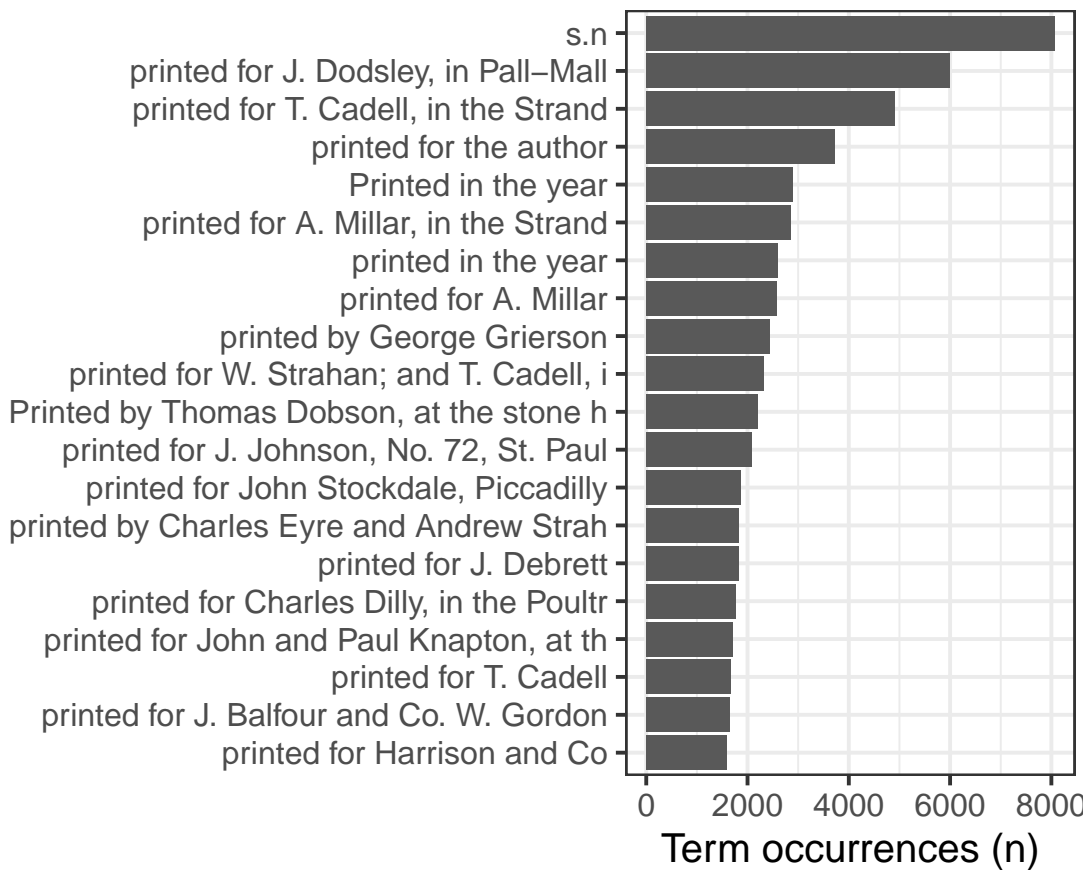 s.n
printed for J. Dodsley, in Pall−Mall
printed for T. Cadell, in the Strand
printed for the author
Printed in the year
printed for A. Millar, in the Strand
printed in the year
printed for A. Millar
printed by George Grierson
printed for W. Strahan; and T. Cadell, i
Printed by Thomas Dobson, at the stone h
printed for J. Johnson, No. 72, St. Paul
printed for John Stockdale, Piccadilly
printed by Charles Eyre and Andrew Strah
printed for J. Debrett
printed for Charles Dilly, in the Poultr
printed for John and Paul Knapton, at th
printed for T. Cadell
printed for J. Balfour and Co. W. Gordon
printed for Harrison and Co
0 2000 4000 6000 8000
Term occurrences (n)